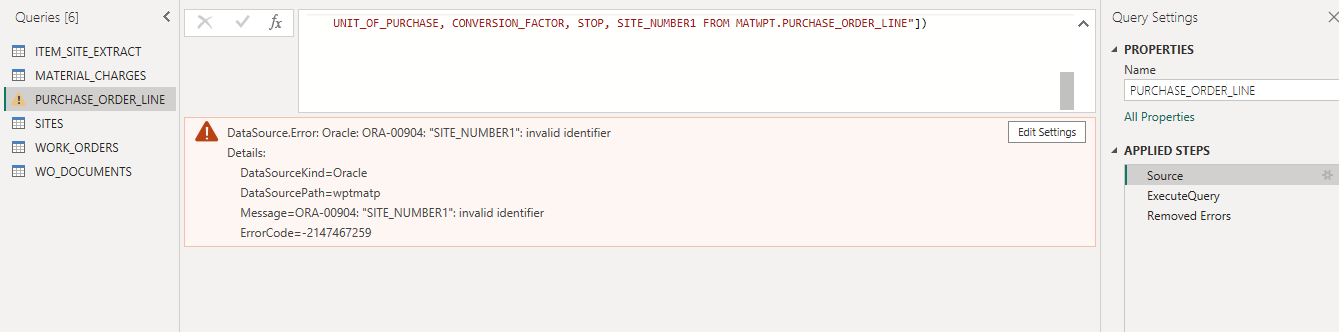 Queries [6]
ITEM_SITE_EXTRACT
MATERIAL_CHARGES
PURCHASE_ORDER_LINE
SITES
WORK_ORDERS
WO_DOCUMENTS
fx
UNIT_OF_PURCHASE, CONVERSION_FACTOR, STOP, SITE_NUMBER1 FROM MATWPT.PURCHASE_ORDER_LINE"])
DataSource.Error: Oracle: ORA-00904: "SITE_NUMBER1": invalid identifier
Edit Settings
Details:
DataSourceKind=Oracle
DataSourcePath=wptmatp
Message=ORA-00904: "SITE_NUMBER1": invalid identifier
ErrorCode=-2147467259
Query Settings
PROPERTIES
Name
PURCHASE_ORDER_LINE
All Properties
APPLIED STEPS
Source
ExecuteQuery
Removed Errors